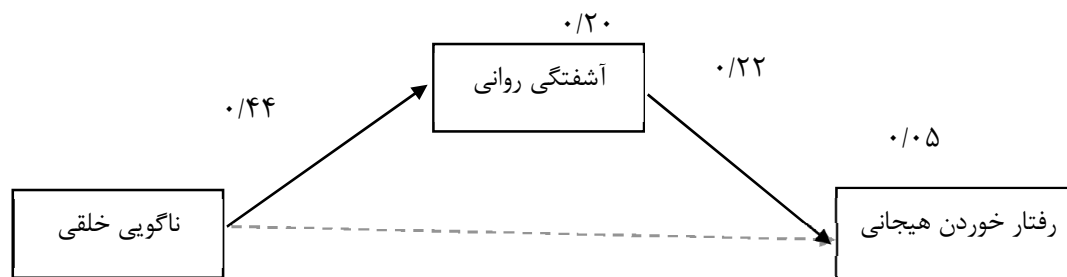 ۰/۲۰
آشفتگی روانی
۰/۲۲
۰/۴۴
۰/۰۵
ناگویی خلقی
رفتار خوردن هیجانی